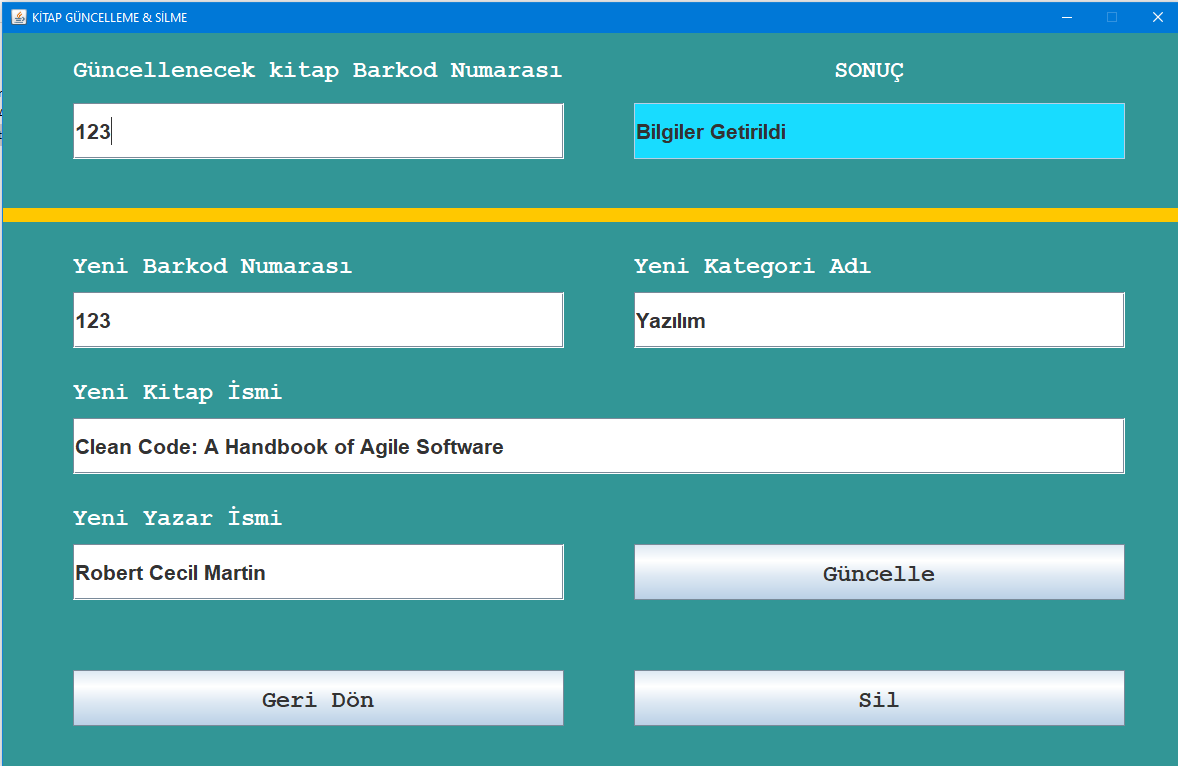 KİTAP GÜNCELLEME & SİLME
Güncellenecek kitap Barkod Numarası
SONUÇ
123
Bilgiler Getirildi
Yeni Barkod Numarası
Yeni Kategori Adı
123
Yazılım
Yeni Kitap İsmi
Clean Code: A Handbook of Agile Software
Yeni Yazar İsmi
Robert Cecil Martin
Güncelle
Geri Dön
Sil